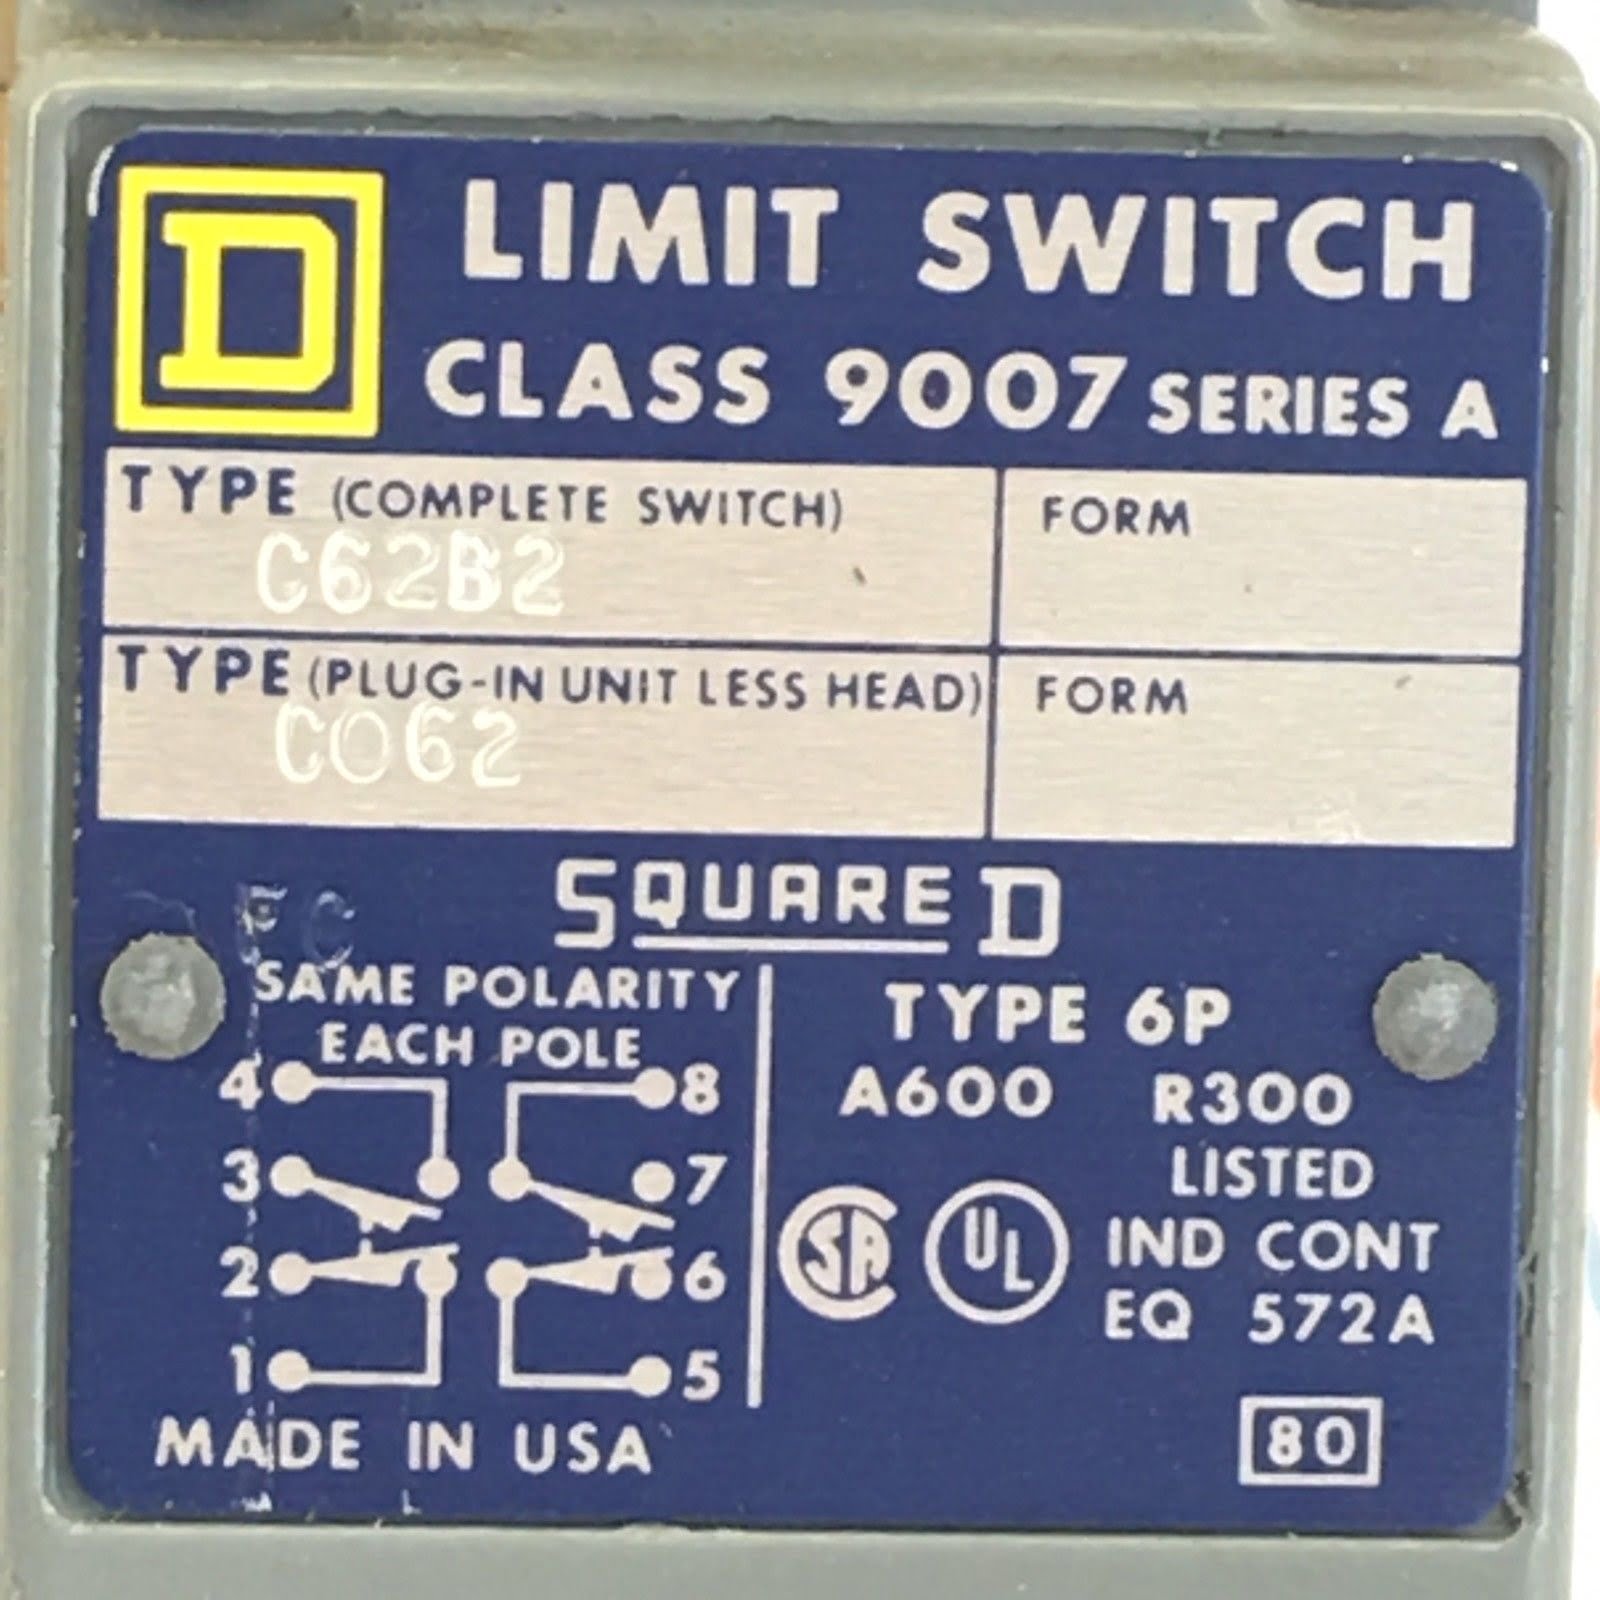 D
LIMIT SWITCH
CLASS 9007 SERIES A
TYPE (COMPLETE SWITCH)
C62B2
FORM
TYPE (PLUG-IN UNIT LESS HEAD)
CO62
FORM
SQUARE D
SAME POLARITY
EACH POLE
4 8
3 7
2 6
1 5
MADE IN USA
TYPE 6P
A600 R300
LISTED
SA UL IND CONT
EQ 572A
80